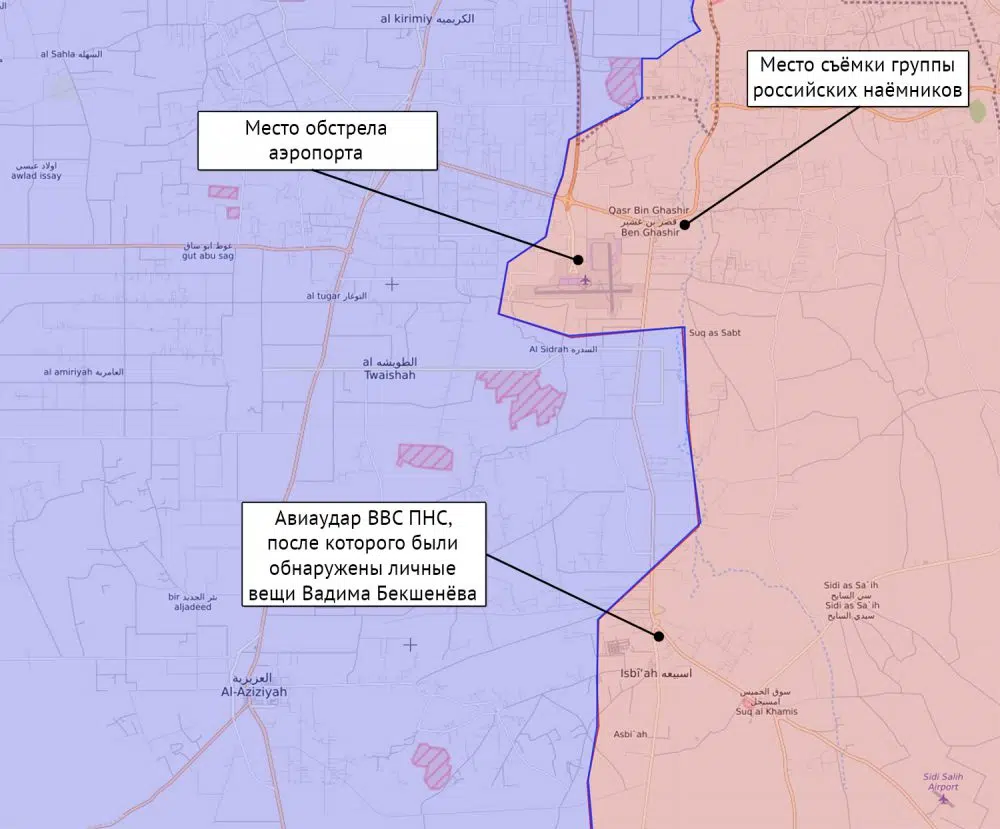 al kirimiy الكريميه
al Sahla السهله
Место съёмки группы
российских наёмников
Место обстрела
аэропорта
اولاد عيسي
awlad issay
Qasr Bin Ghashir
قصر بن غشير
Ben Ghashir
غوط ابو ساق
gut abu sag
al tugar التوغار
Suq as Sabt
Al Sidrah السدره
al الطويشه
Twaishah
al amiriyah العامرية
Авиаудар ВВС ПНС,
после которого были
обнаружены личные
вещи Вадима Бекшенёва
bir بئر الجديد
aljadeed
Sidi as Sa`ih
سي السايح
Sidi as Sa`ih
سيدي السايح
العزيزية
Al-Aziziyah
Isbī'ah اسبيعه
سوق الخميس
امسيحل
Suq al Khamis
Asbi`ah
Sidi Salih
Airport